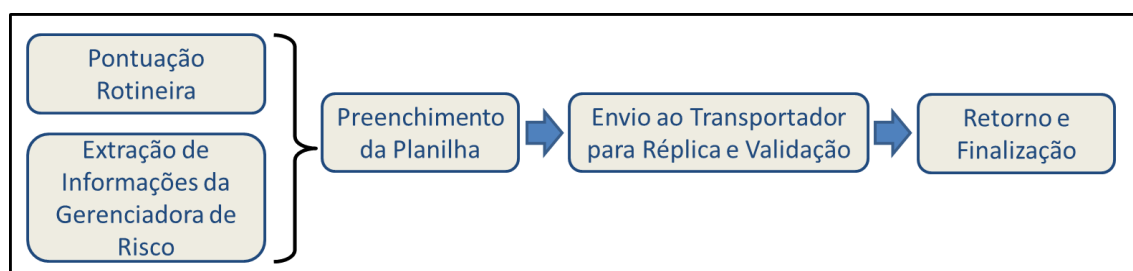 Pontuação
Rotineira
Extração de
Informações da
Gerenciadora de
Risco
Preenchimento
da Planilha
Envio ao Transportador
para Réplica e Validação
Retorno e
Finalização